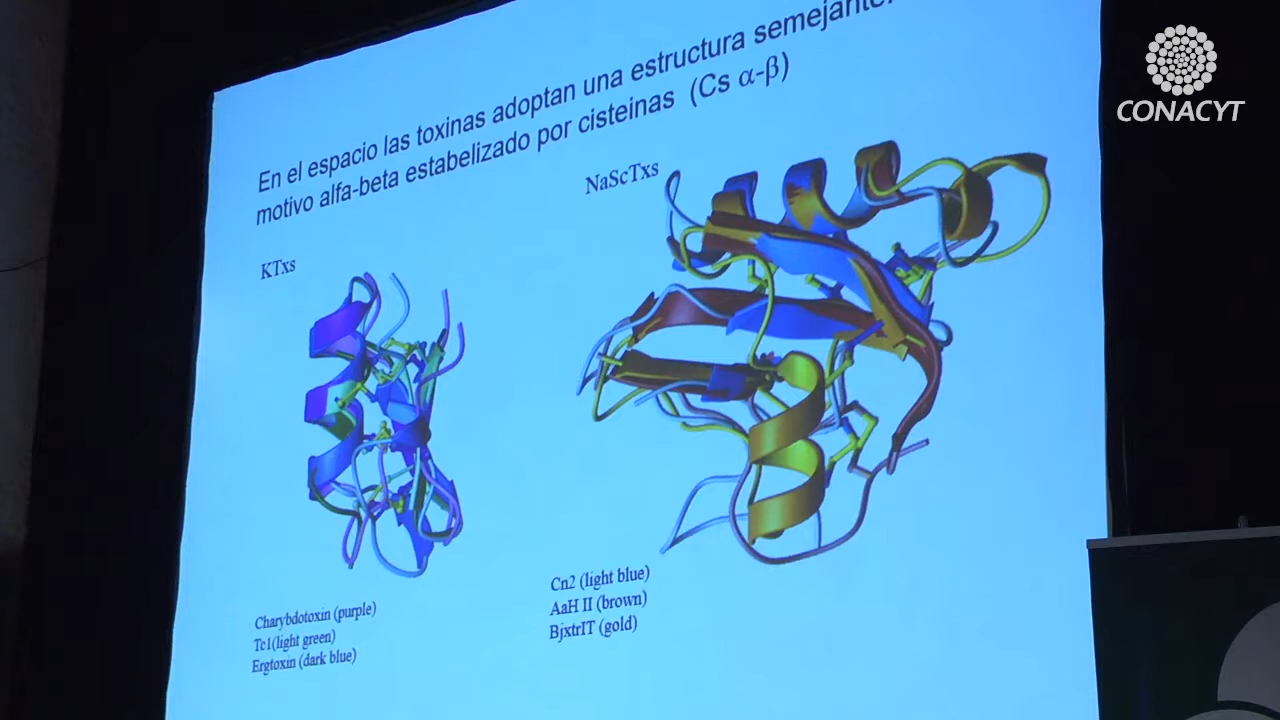 En el espacio las toxinas adoptan una estructura semejante:
motivo alfa-beta estabelizado por cisteinas (Cs α-β)
CONACYT
NaScTxs
KTxs
Cn2 (light blue)
AaH II (brown)
BjxtrIT (gold)
Charybdotoxin (purple)
Tc1(light green)
Ergtoxin (dark blue)